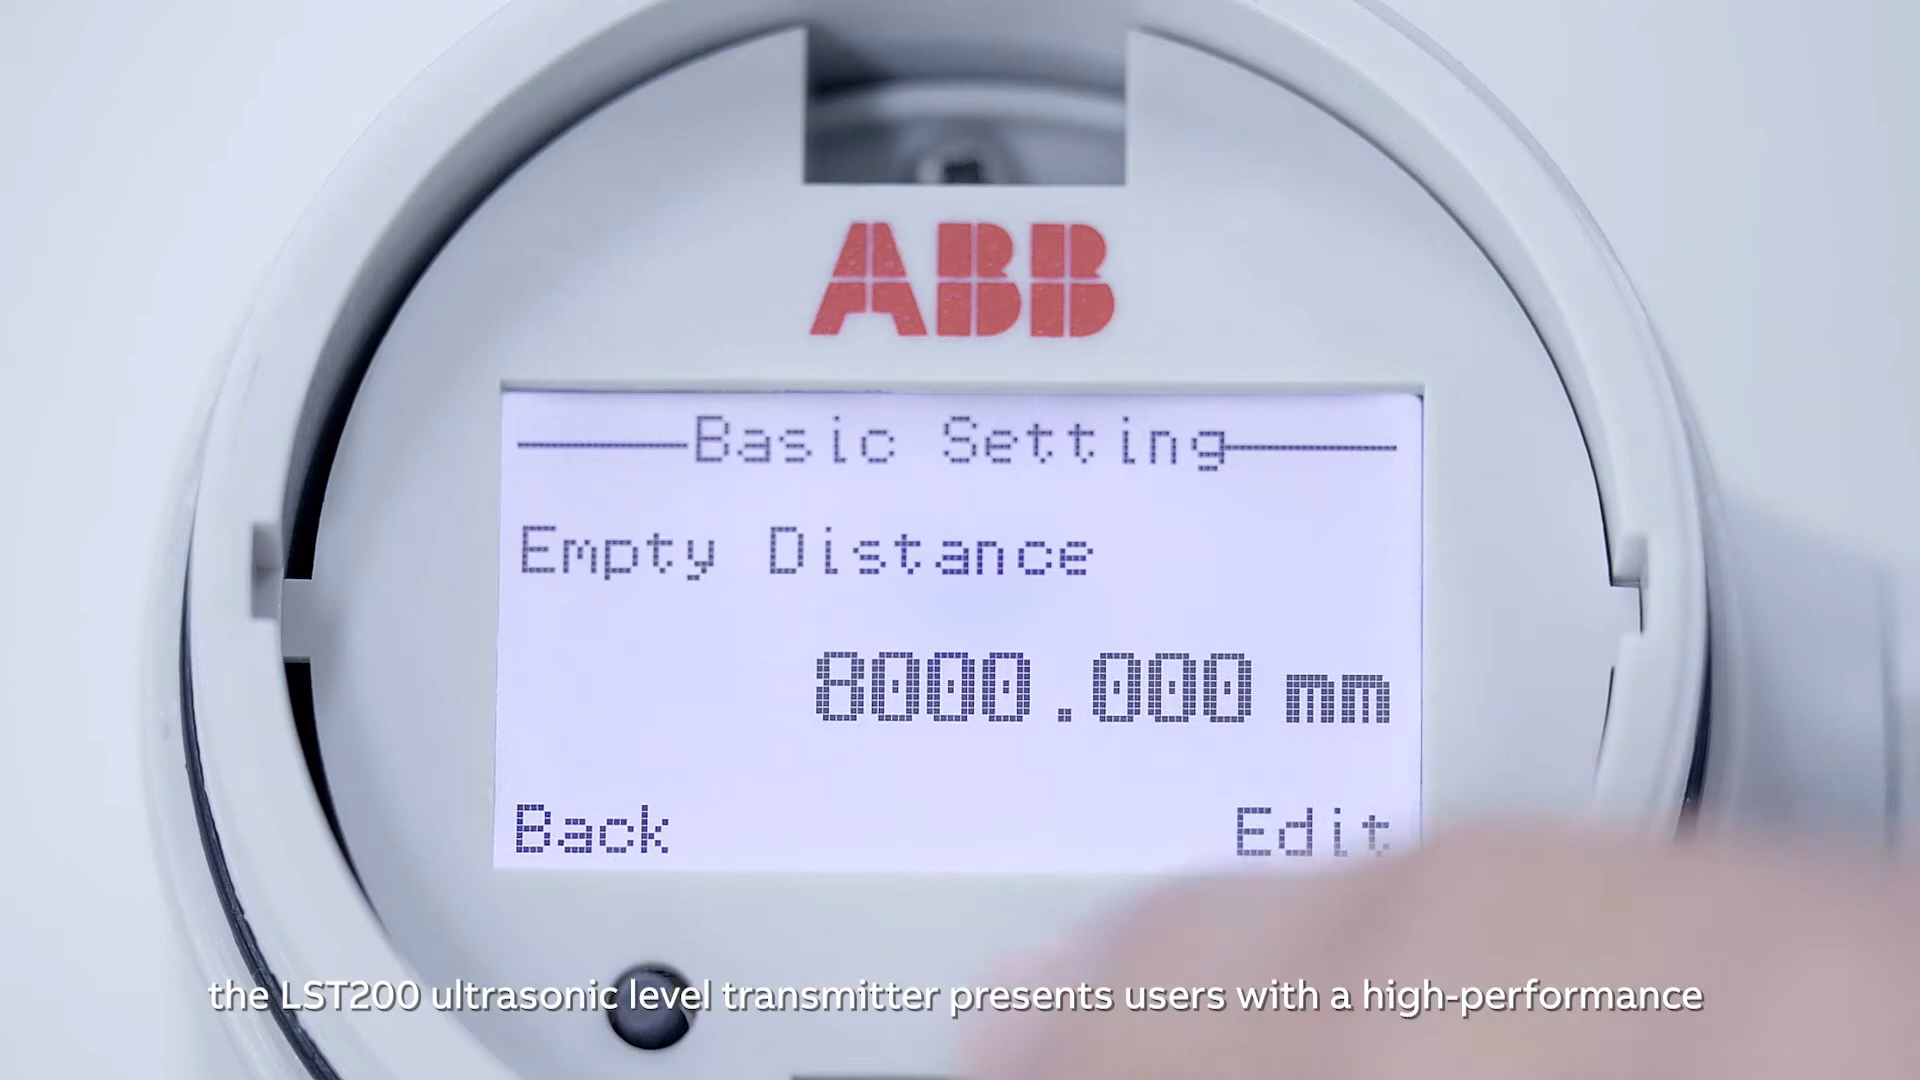 ABB
Basic Setting
Empty Distance
8000.000 mm
Back Edit
the LST200 ultrasonic level transmitter presents users with a high-performance